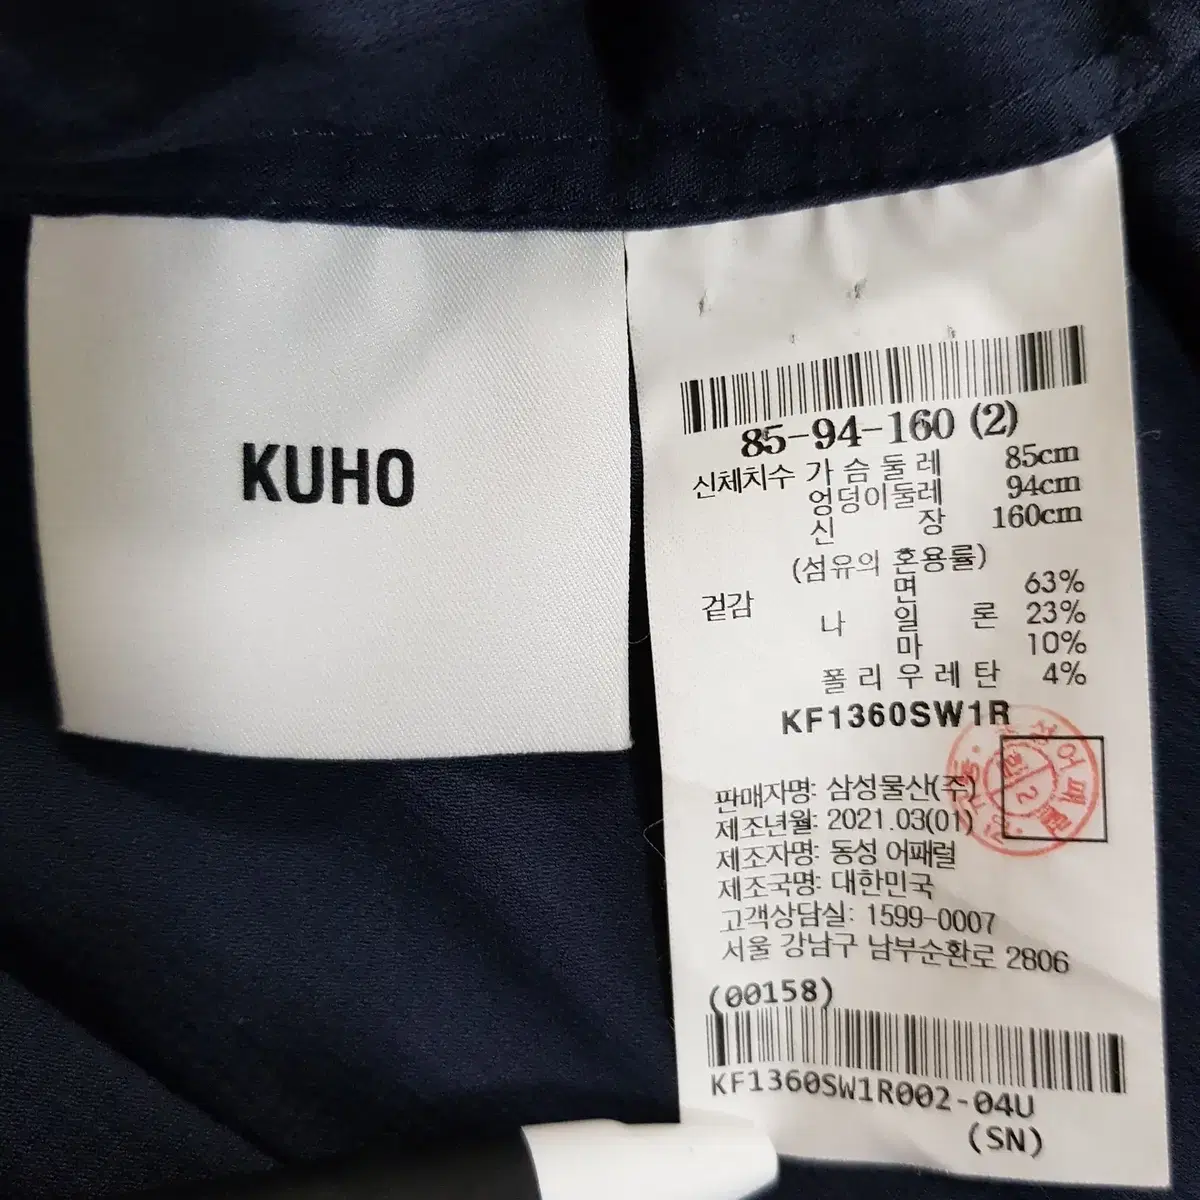 KUHO
85-94-160 (2)
신체치수 가슴둘레 85cm
엉덩이둘레 94cm
신장 160cm
(섬유의 혼용률)
겉감 면 63%
나일론 23%
마 10%
폴리우레탄 4%
KF1360SW1R
판매자명: 삼성물산(주)
제조년월: 2021.03(01)
제조자명: 동성 어패럴
제조국명: 대한민국
고객상담실: 1599-0007
서울 강남구 남부순환로 2806
(00158)
KF1360SW1R002-04U
(SN)